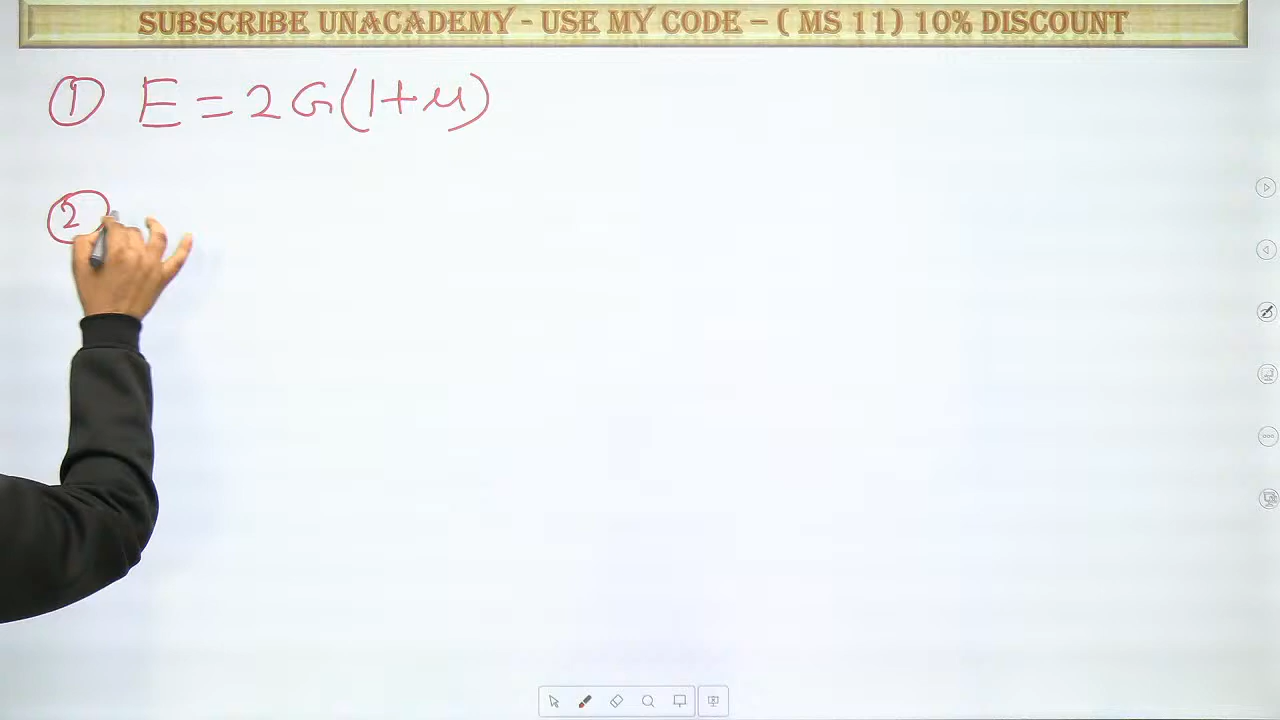 SUBSCRIBE UNACADEMY - USE MY CODE – ( MS 11) 10% DISCOUNT
① E = 2G(1+μ)
②